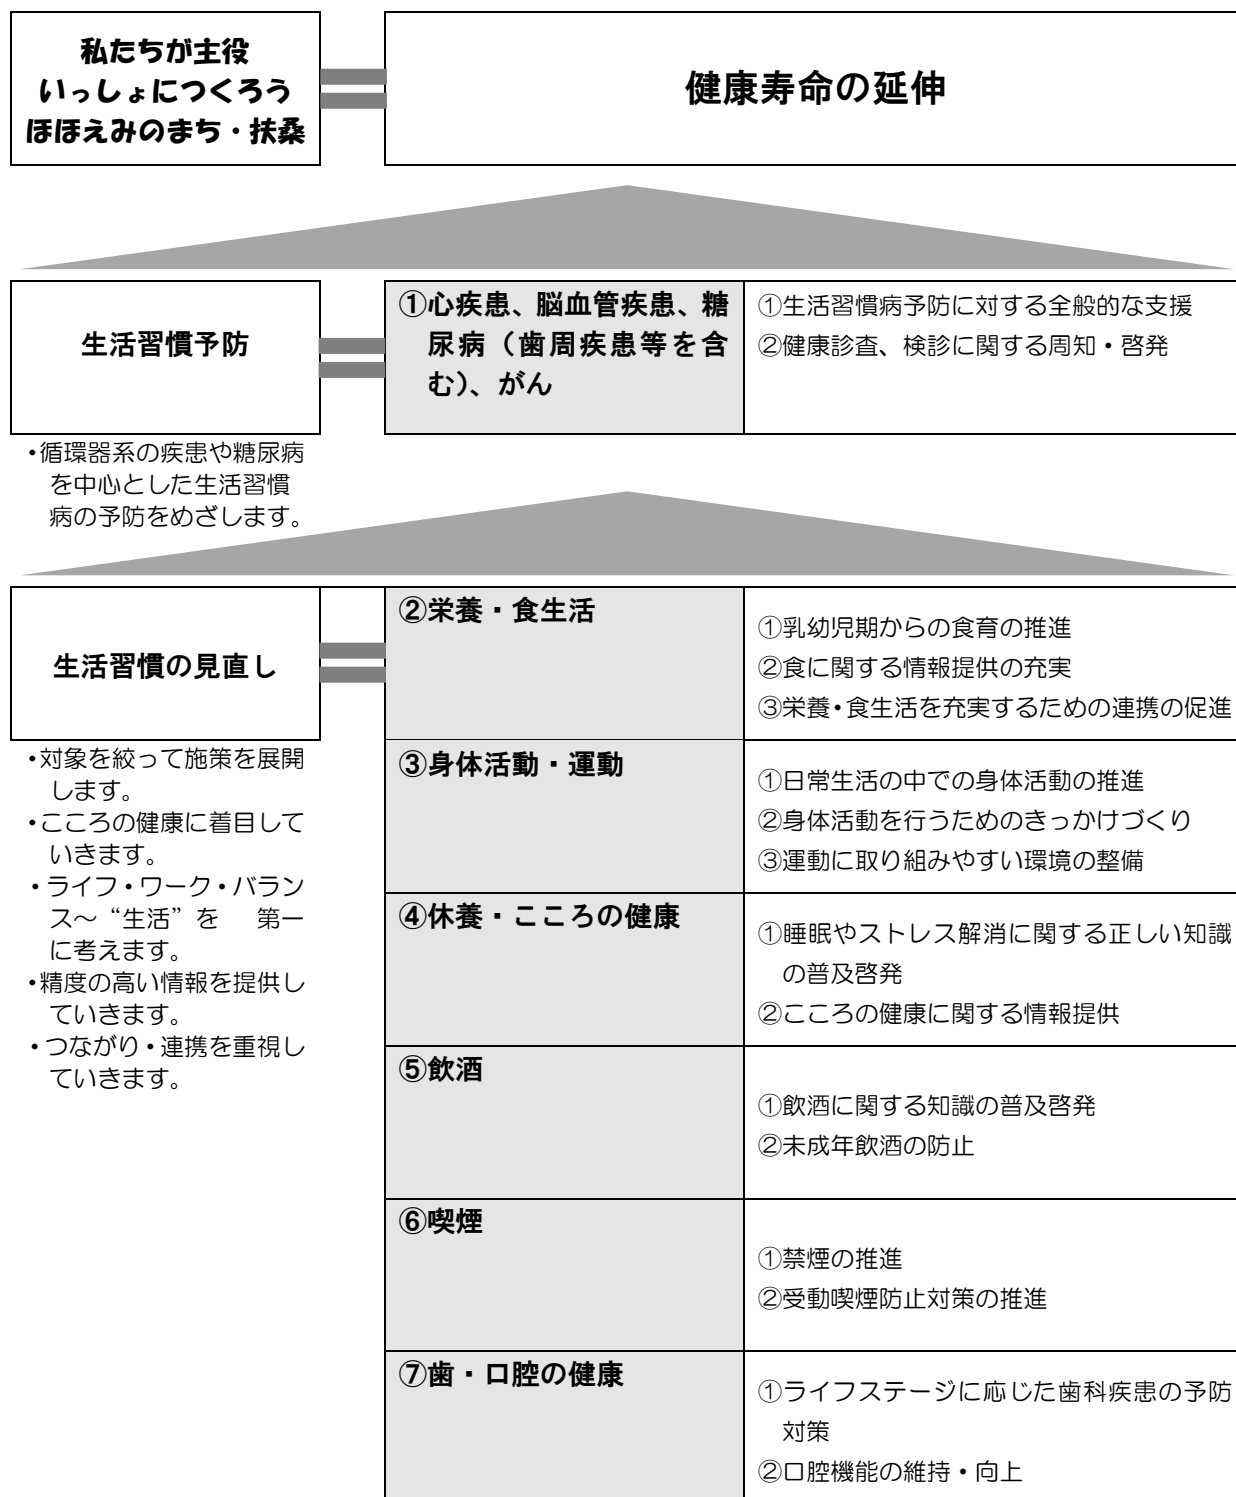 私たちが主役
いっしょにつくろう
ほほえみのまち・扶桑
健康寿命の延伸
生活習慣予防
①心疾患、脳血管疾患、糖
尿病（歯周疾患等を含
む）、がん
①生活習慣病予防に対する全般的な支援
②健康診査、検診に関する周知・啓発
・循環器系の疾患や糖尿病
を中心とした生活習慣
病の予防をめざします。
生活習慣の見直し
・対象を絞って施策を展開
します。
・こころの健康に着目して
いきます。
・ライフ・ワーク・バラン
ス～“生活”を　第一
に考えます。
・精度の高い情報を提供し
ていきます。
・つながり・連携を重視し
ていきます。
②栄養・食生活
①乳幼児期からの食育の推進
②食に関する情報提供の充実
③栄養・食生活を充実するための連携の促進
③身体活動・運動
①日常生活の中での身体活動の推進
②身体活動を行うためのきっかけづくり
③運動に取り組みやすい環境の整備
④休養・こころの健康
①睡眠やストレス解消に関する正しい知識
の普及啓発
②こころの健康に関する情報提供
⑤飲酒
①飲酒に関する知識の普及啓発
②未成年飲酒の防止
⑥喫煙
①禁煙の推進
②受動喫煙防止対策の推進
⑦歯・口腔の健康
①ライフステージに応じた歯科疾患の予防
対策
②口腔機能の維持・向上